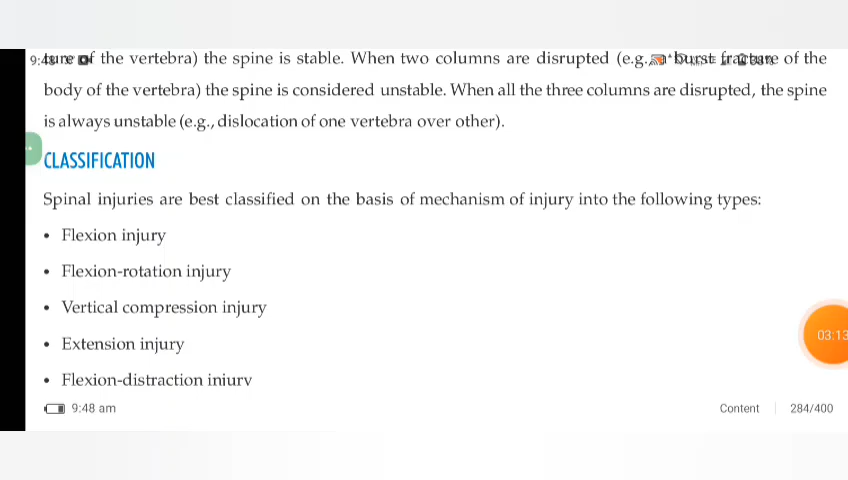 ture of the vertebra) the spine is stable. When two columns are disrupted (e.g., a burst fracture of the
body of the vertebra) the spine is considered unstable. When all the three columns are disrupted, the spine
is always unstable (e.g., dislocation of one vertebra over other).
CLASSIFICATION
Spinal injuries are best classified on the basis of mechanism of injury into the following types:
• Flexion injury
• Flexion-rotation injury
• Vertical compression injury
03:13
• Extension injury
• Flexion-distraction injury
9:48 am Content 284/400